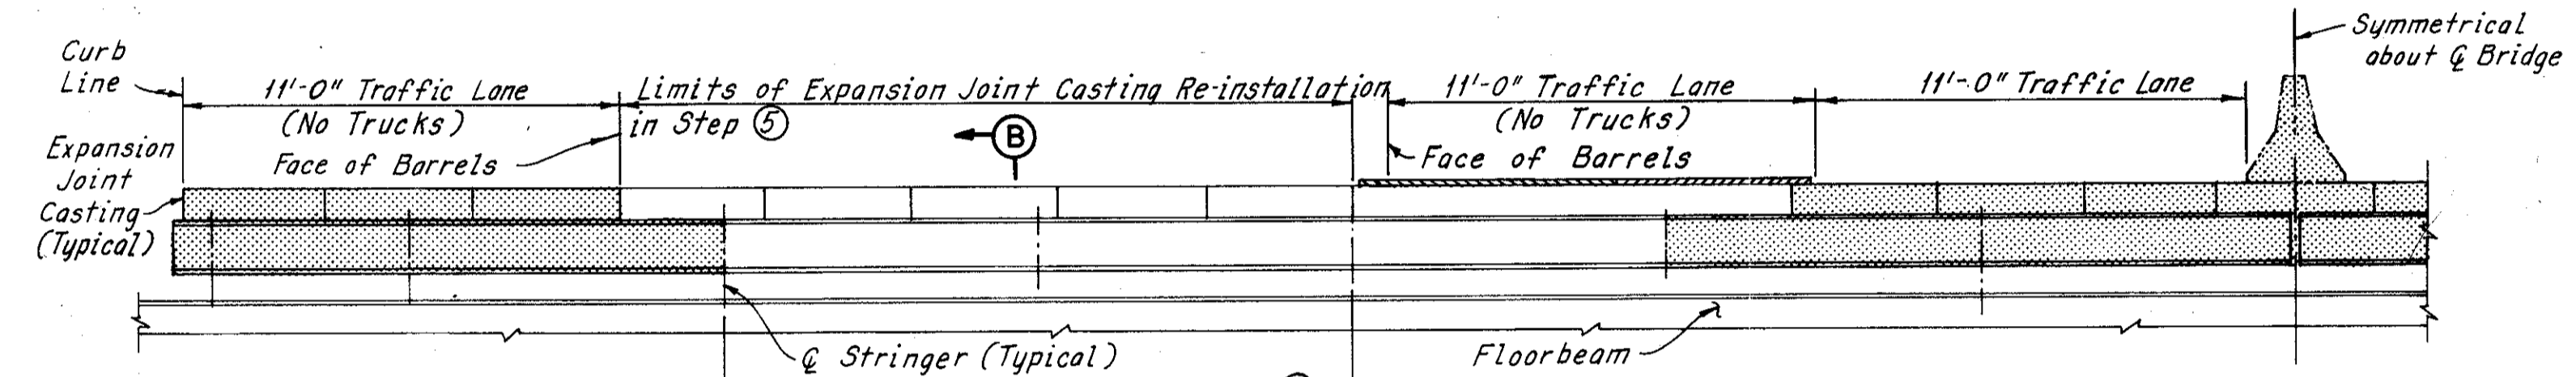 Curb
Line
11'-0" Traffic Lane
(No Trucks)
Face of Barrels
Limits of Expansion Joint Casting Re-installation
in Step ⑤
B
11'-0" Traffic Lane
(No Trucks)
Face of Barrels
11'-0" Traffic Lane
Symmetrical
about ℄ Bridge
Expansion
Joint
Casting
(Typical)
℄ Stringer (Typical)
Floorbeam